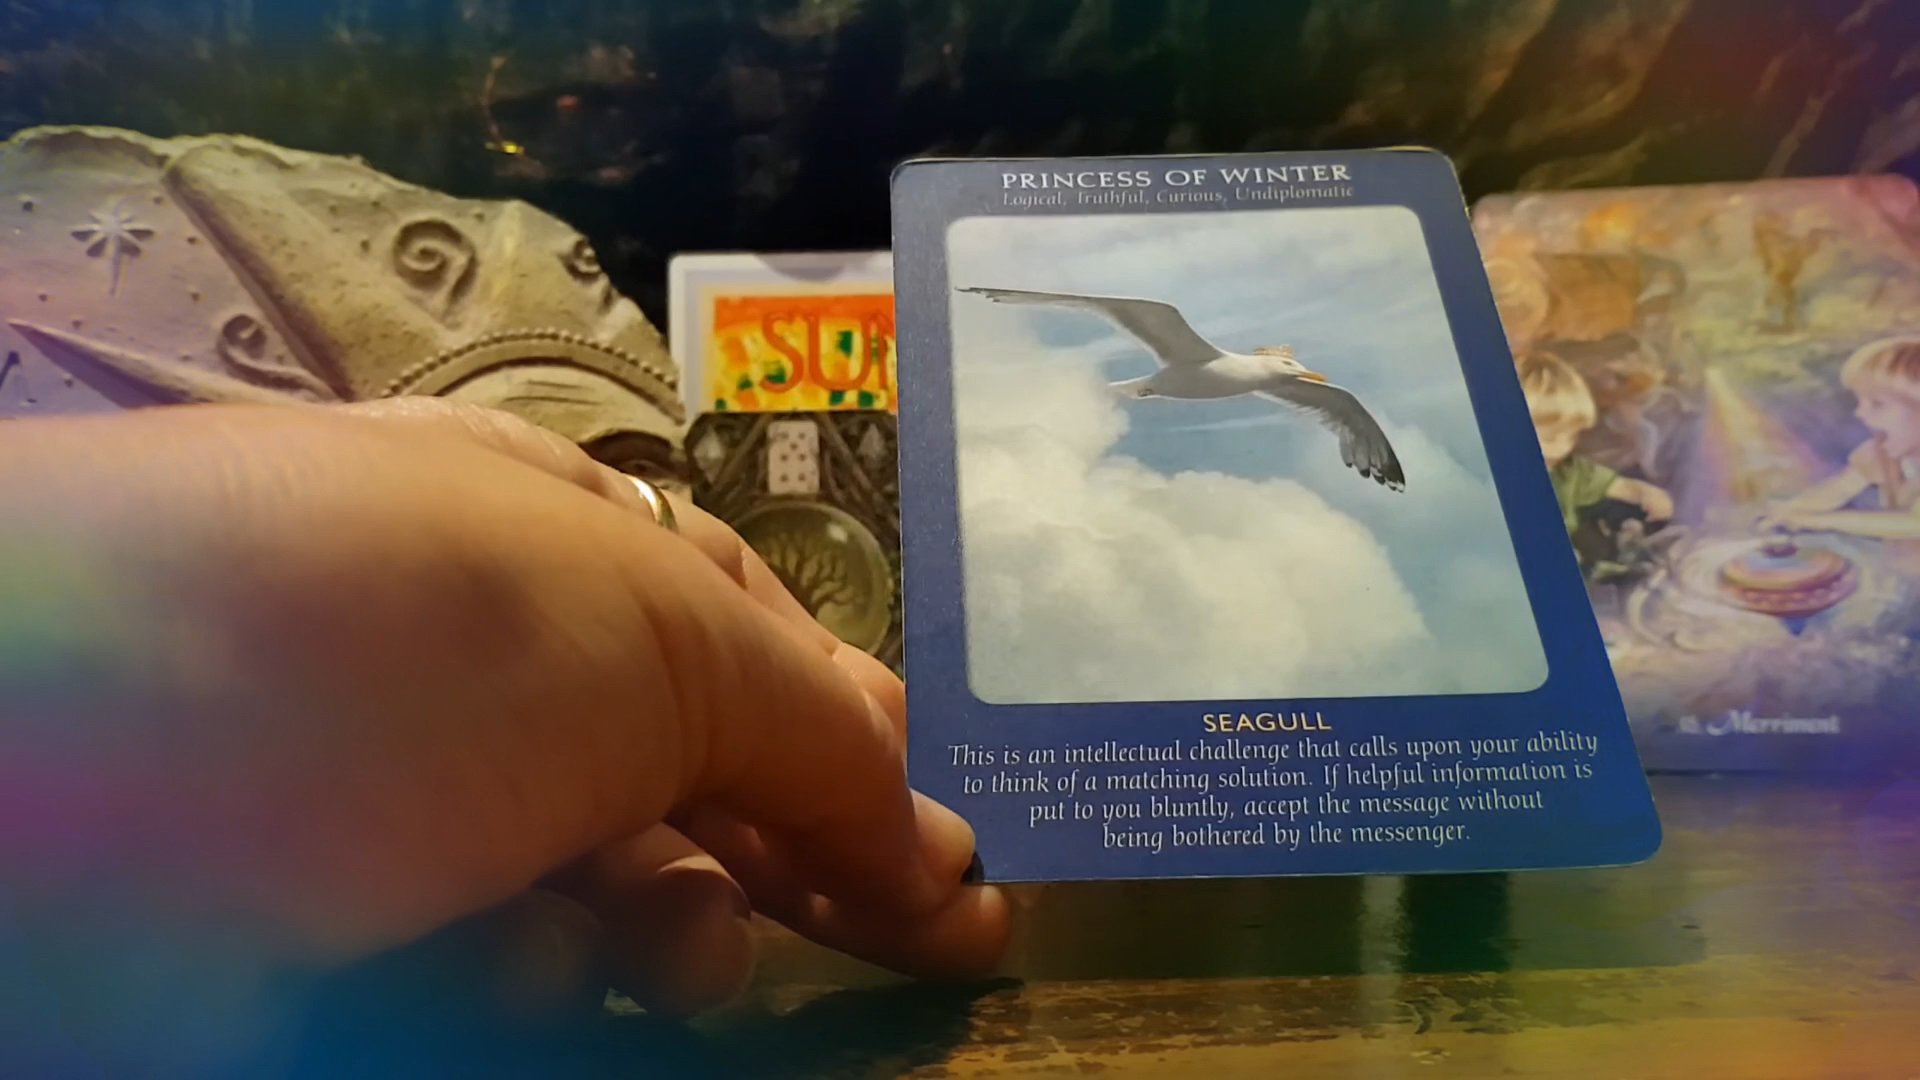 PRINCESS OF WINTER
Logical, Truthful, Curious, Undiplomatic
SUN
SEAGULL
This is an intellectual challenge that calls upon your ability
to think of a matching solution. If helpful information is
put to you bluntly, accept the message without
being bothered by the messenger.
Merriment